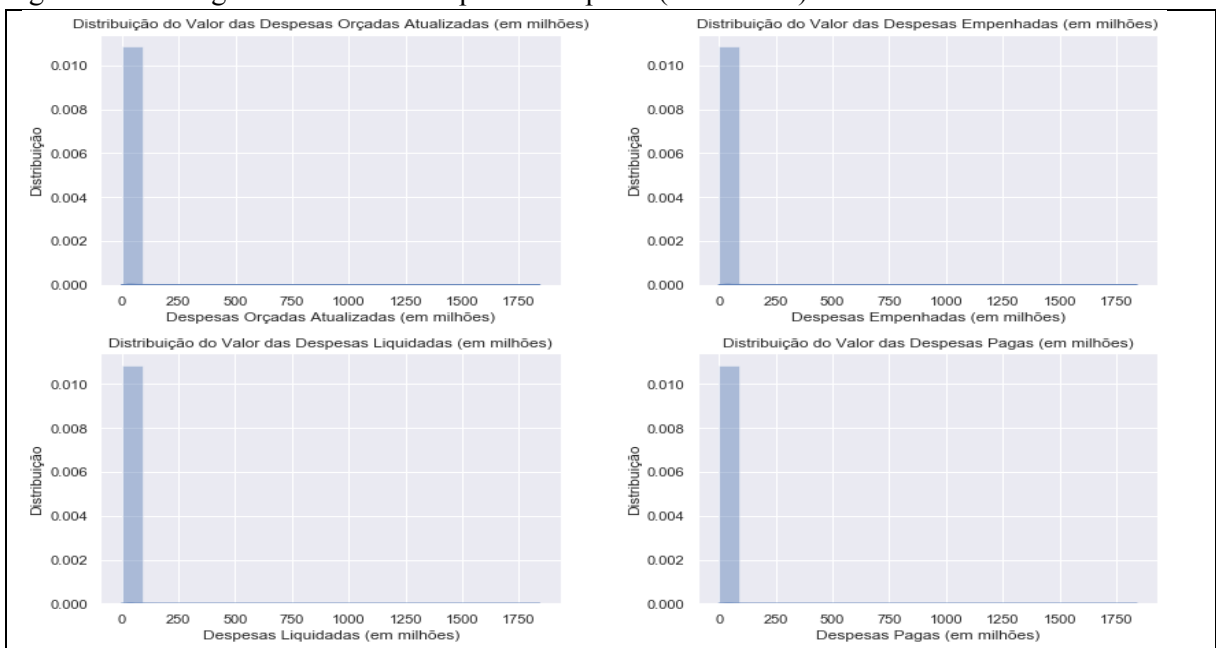 Distribuição do Valor das Despesas Orçadas Atualizadas (em milhões)
0.010
0.008
0.006
0.004
0.002
0.000
Distribuição
0 250 500 750 1000 1250 1500 1750
Despesas Orçadas Atualizadas (em milhões)
Distribuição do Valor das Despesas Empenhadas (em milhões)
0.010
0.008
0.006
0.004
0.002
0.000
Distribuição
0 250 500 750 1000 1250 1500 1750
Despesas Empenhadas (em milhões)
Distribuição do Valor das Despesas Liquidadas (em milhões)
0.010
0.008
0.006
0.004
0.002
0.000
Distribuição
0 250 500 750 1000 1250 1500 1750
Despesas Liquidadas (em milhões)
Distribuição do Valor das Despesas Pagas (em milhões)
0.010
0.008
0.006
0.004
0.002
0.000
Distribuição
0 250 500 750 1000 1250 1500 1750
Despesas Pagas (em milhões)